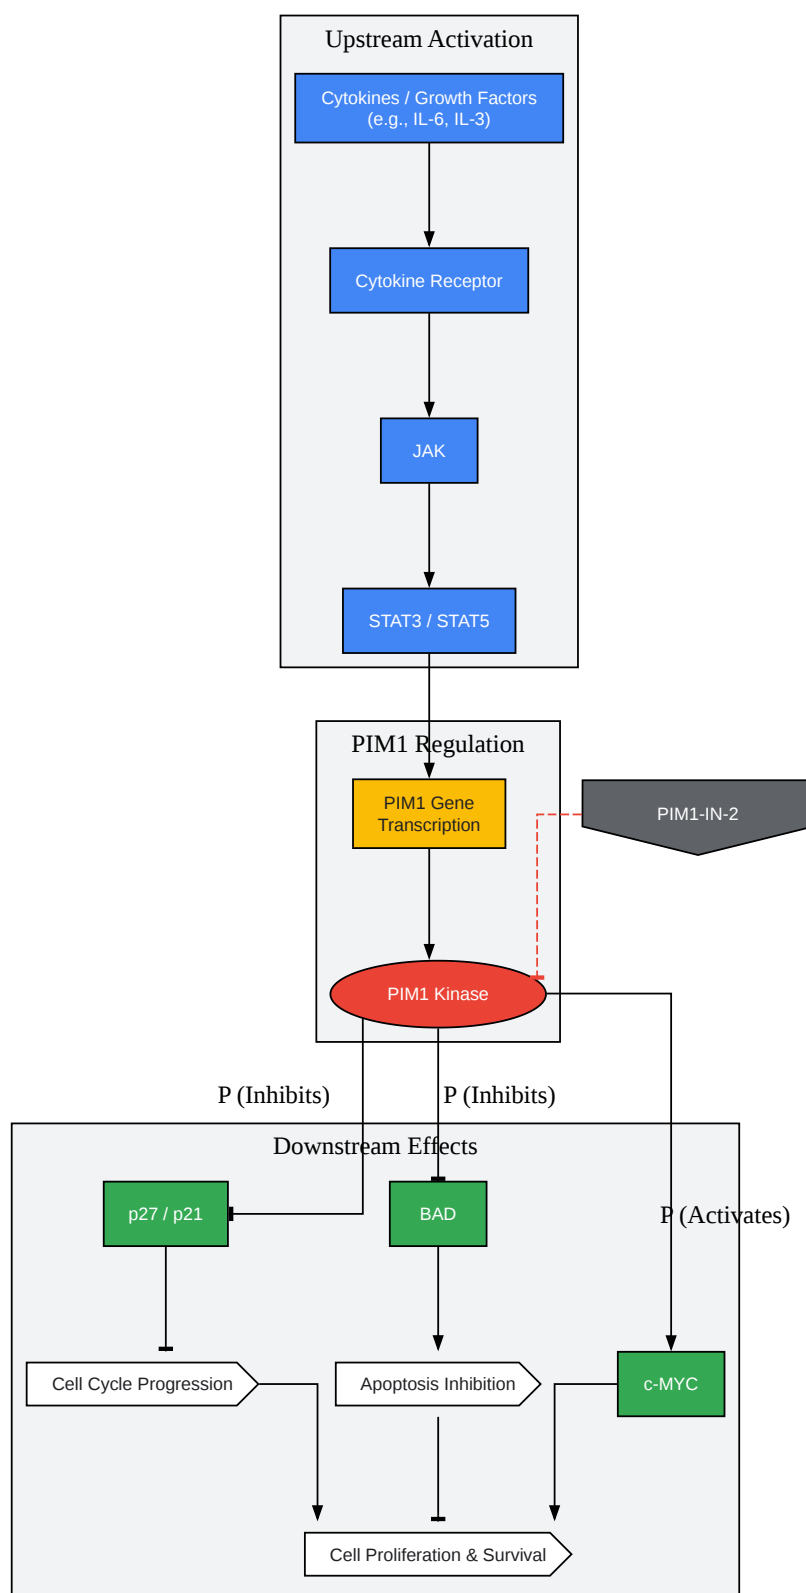 Upstream Activation
Cytokines / Growth Factors
(e.g., IL-6, IL-3)
Cytokine Receptor
JAK
STAT3 / STAT5
PIM1 Regulation
PIM1 Gene
Transcription
PIM1-IN-2
PIM1 Kinase
P (Inhibits)
P (Inhibits)
Downstream Effects
p27 / p21
BAD
P (Activates)
Cell Cycle Progression
Apoptosis Inhibition
c-MYC
Cell Proliferation & Survival